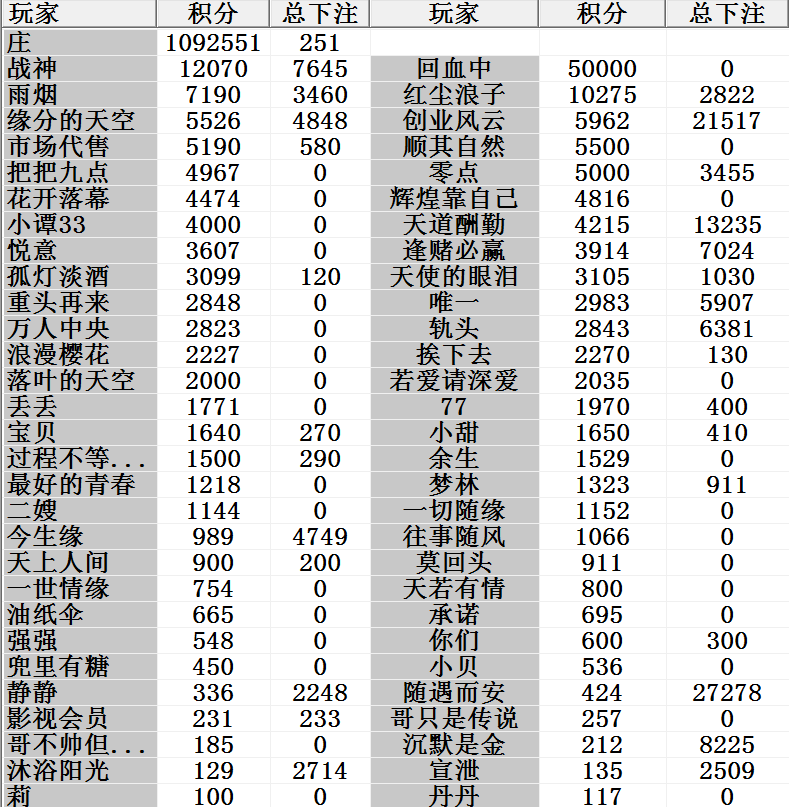 玩家 积分 总下注 玩家 积分 总下注
庄 1092551 251
战神 12070 7645 回血中 50000 0
雨烟 7190 3460 红尘浪子 10275 2822
缘分的天空 5526 4848 创业风云 5962 21517
市场代售 5190 580 顺其自然 5500 0
把把九点 4967 0 零点 5000 3455
花开落幕 4474 0 辉煌靠自己 4816 0
小谭33 4000 0 天道酬勤 4215 13235
悦意 3607 0 逢赌必赢 3914 7024
孤灯淡酒 3099 120 天使的眼泪 3105 1030
重头再来 2848 0 唯一 2983 5907
万人中央 2823 0 轨头 2843 6381
浪漫樱花 2227 0 挨下去 2270 130
落叶的天空 2000 0 若爱请深爱 2035 0
丢丢 1771 0 77 1970 400
宝贝 1640 270 小甜 1650 410
过程不等... 1500 290 余生 1529 0
最好的青春 1218 0 梦林 1323 911
二嫂 1144 0 一切随缘 1152 0
今生缘 989 4749 往事随风 1066 0
天上人间 900 200 莫回头 911 0
一世情缘 754 0 天若有情 800 0
油纸伞 665 0 承诺 695 0
强强 548 0 你们 600 300
兜里有糖 450 0 小贝 536 0
静静 336 2248 随遇而安 424 27278
影视会员 231 233 哥只是传说 257 0
哥不帅但... 185 0 沉默是金 212 8225
沐浴阳光 129 2714 宣泄 135 2509
莉 100 0 丹丹 117 0